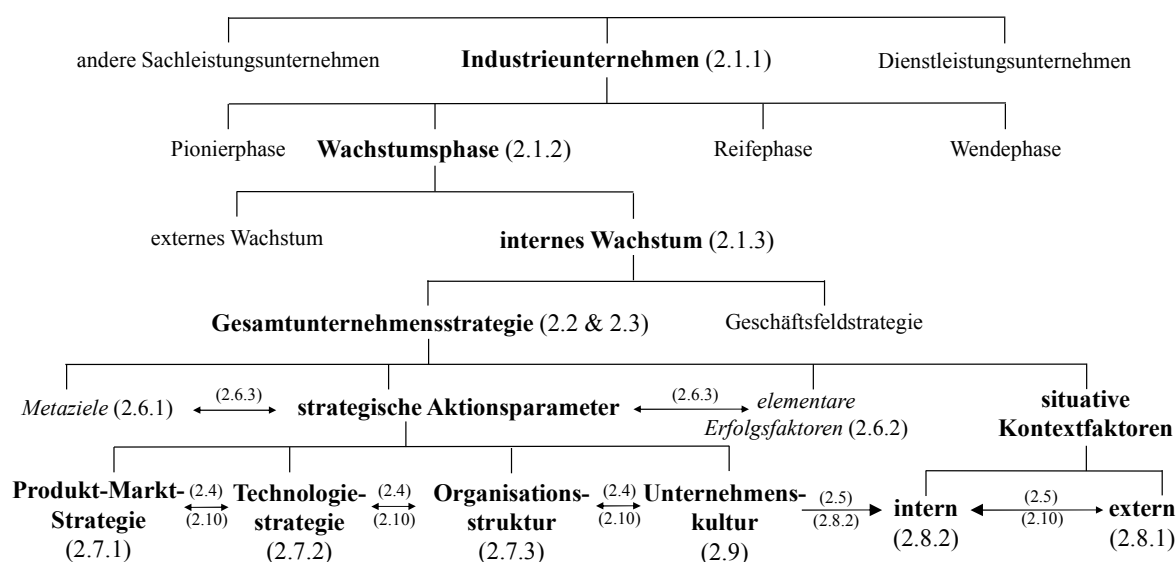 andere Sachleistungsunternehmen
Industrieunternehmen (2.1.1)
Dienstleistungsunternehmen
Pionierphase
Wachstumsphase (2.1.2)
Reifephase
Wendephase
externes Wachstum
internes Wachstum (2.1.3)
Gesamtunternehmensstrategie (2.2 & 2.3)
Geschäftsfeldstrategie
Metaziele (2.6.1)
(2.6.3)
strategische Aktionsparameter
(2.6.3)
elementare
Erfolgsfaktoren (2.6.2)
situative
Kontextfaktoren
Produkt-Markt-
Strategie
(2.7.1)
(2.4)
(2.10)
Technologie-
strategie
(2.7.2)
(2.4)
(2.10)
Organisations-
struktur
(2.7.3)
(2.4)
(2.10)
Unternehmens-
kultur
(2.9)
(2.5)
(2.8.2)
intern
(2.8.2)
(2.5)
(2.10)
extern
(2.8.1)